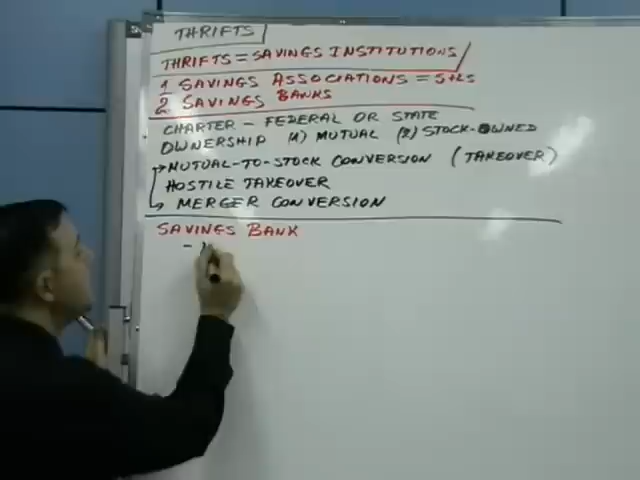 THRIFTS
THRIFTS = SAVINGS INSTITUTIONS
1 SAVINGS ASSOCIATIONS = S+LS
2 SAVINGS BANKS
CHARTER - FEDERAL OR STATE
OWNERSHIP (1) MUTUAL (2) STOCK-OWNED
MUTUAL-TO-STOCK CONVERSION (TAKEOVER)
HOSTILE TAKEOVER
MERGER CONVERSION
SAVINGS BANK
-